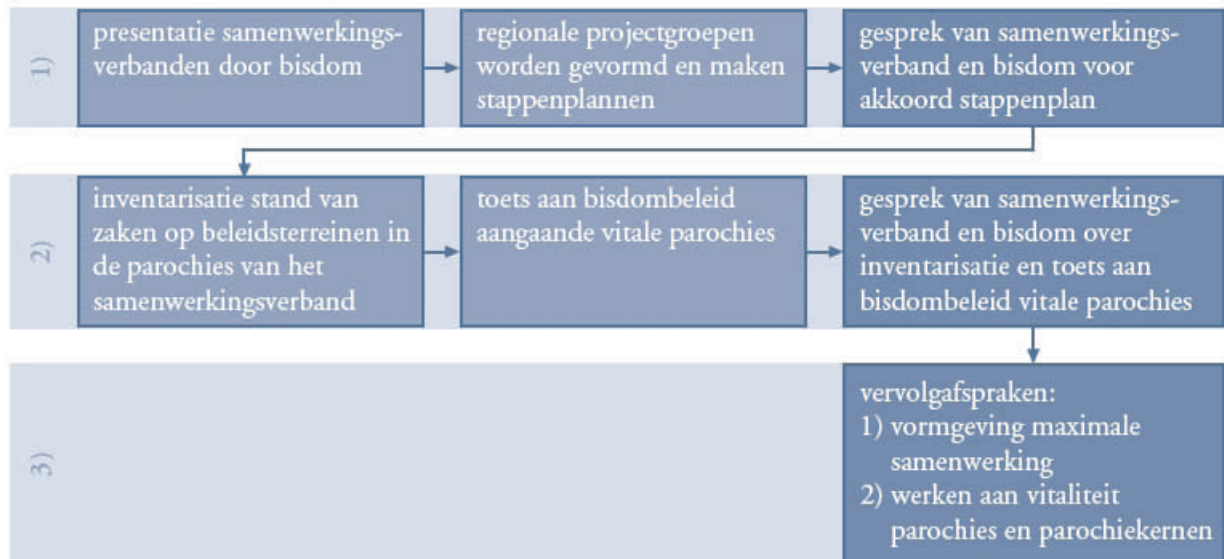 1)
presentatie samenwerkings-
verbanden door bisdom
regionale projectgroepen
worden gevormd en maken
stappenplannen
gesprek van samenwerkings-
verband en bisdom voor
akkoord stappenplan
2)
inventarisatie stand van
zaken op beleidsterreinen in
de parochies van het
samenwerkingsverband
toets aan bisdombeleid
aangaande vitale parochies
gesprek van samenwerkings-
verband en bisdom over
inventarisatie en toets aan
bisdombeleid vitale parochies
3)
vervolgafspraken:
1) vormgeving maximale
samenwerking
2) werken aan vitaliteit
parochies en parochiekernen